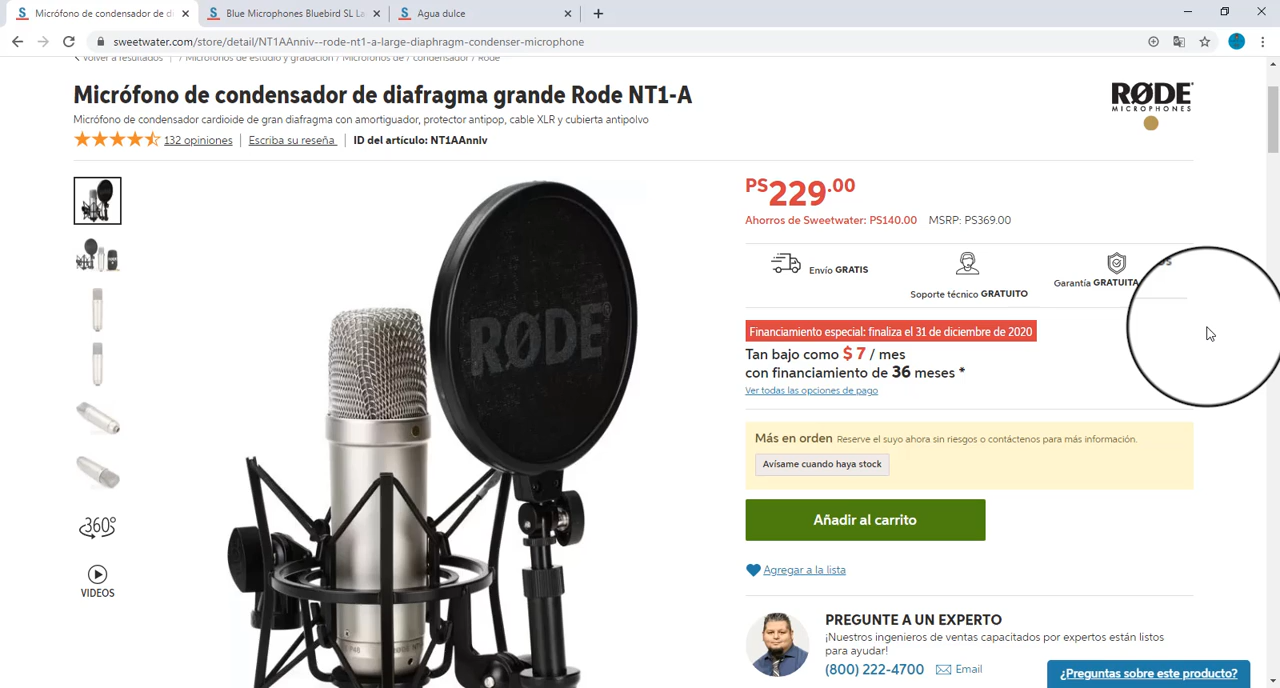 Micrófono de condensador de di
Blue Microphones Bluebird SL La
Agua dulce
sweetwater.com/store/detail/NT1AAnniv--rode-nt1-a-large-diaphragm-condenser-microphone
Volver a resultados | / Micrófonos de estudio y grabación / Micrófonos de / condensador / Rode
Micrófono de condensador de diafragma grande Rode NT1-A
Micrófono de condensador cardioide de gran diafragma con amortiguador, protector antipop, cable XLR y cubierta antipolvo
132 opiniones | Escriba su reseña | ID del artículo: NT1AAnniv
RØDE
MICROPHONES
PS229.00
Ahorros de Sweetwater: PS140.00 MSRP: PS369.00
Envío GRATIS
Soporte técnico GRATUITO
Garantía GRATUITA
Financiamiento especial: finaliza el 31 de diciembre de 2020
Tan bajo como $ 7 / mes
con financiamiento de 36 meses *
Ver todas las opciones de pago
Más en orden Reserve el suyo ahora sin riesgos o contáctenos para más información.
Avísame cuando haya stock
Añadir al carrito
Agregar a la lista
PREGUNTE A UN EXPERTO
¡Nuestros ingenieros de ventas capacitados por expertos están listos
para ayudar!
(800) 222-4700 Email
¿Preguntas sobre este producto?
RØDE
360°
VIDEOS